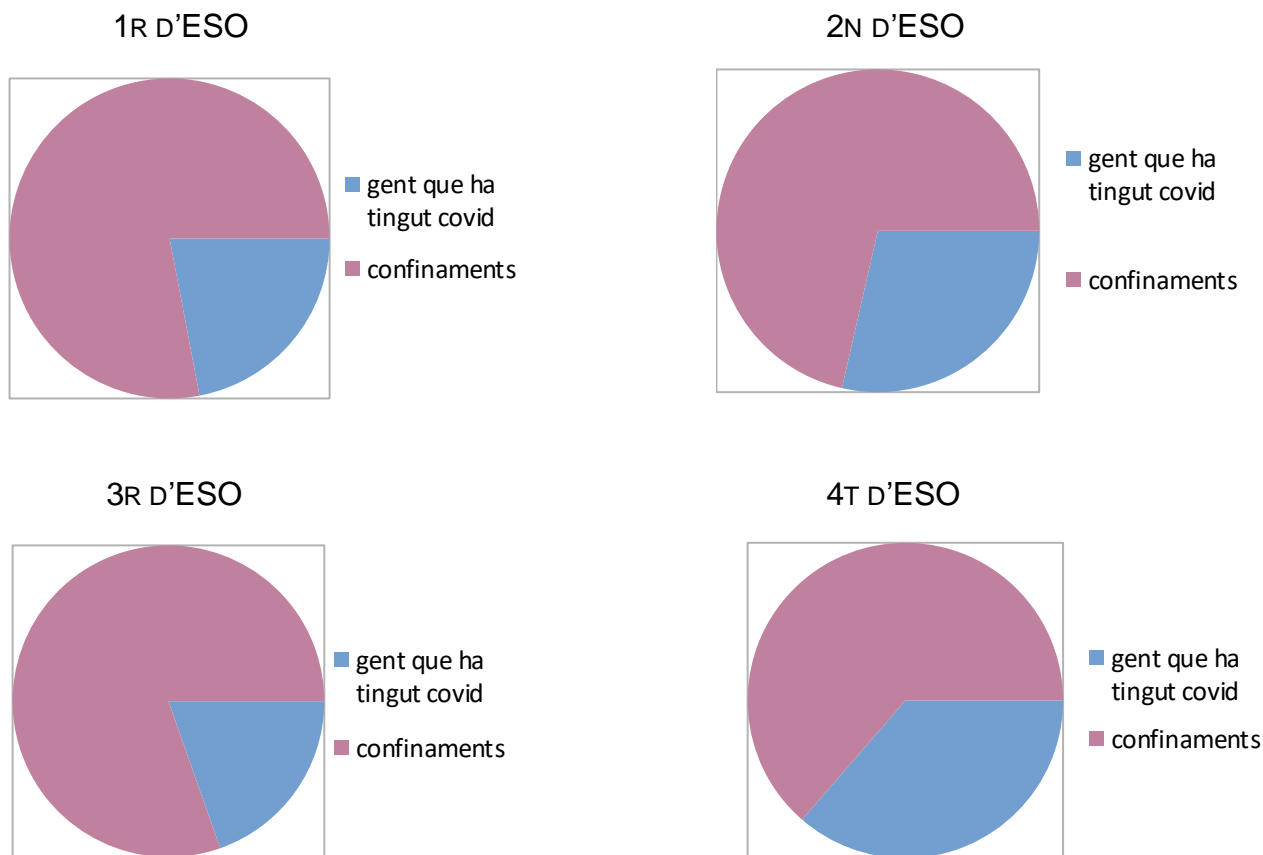 1R D’ESO
gent que ha
tingut covid
confinaments
2N D’ESO
gent que ha
tingut covid
confinaments
3R D’ESO
gent que ha
tingut covid
confinaments
4T D’ESO
gent que ha
tingut covid
confinaments